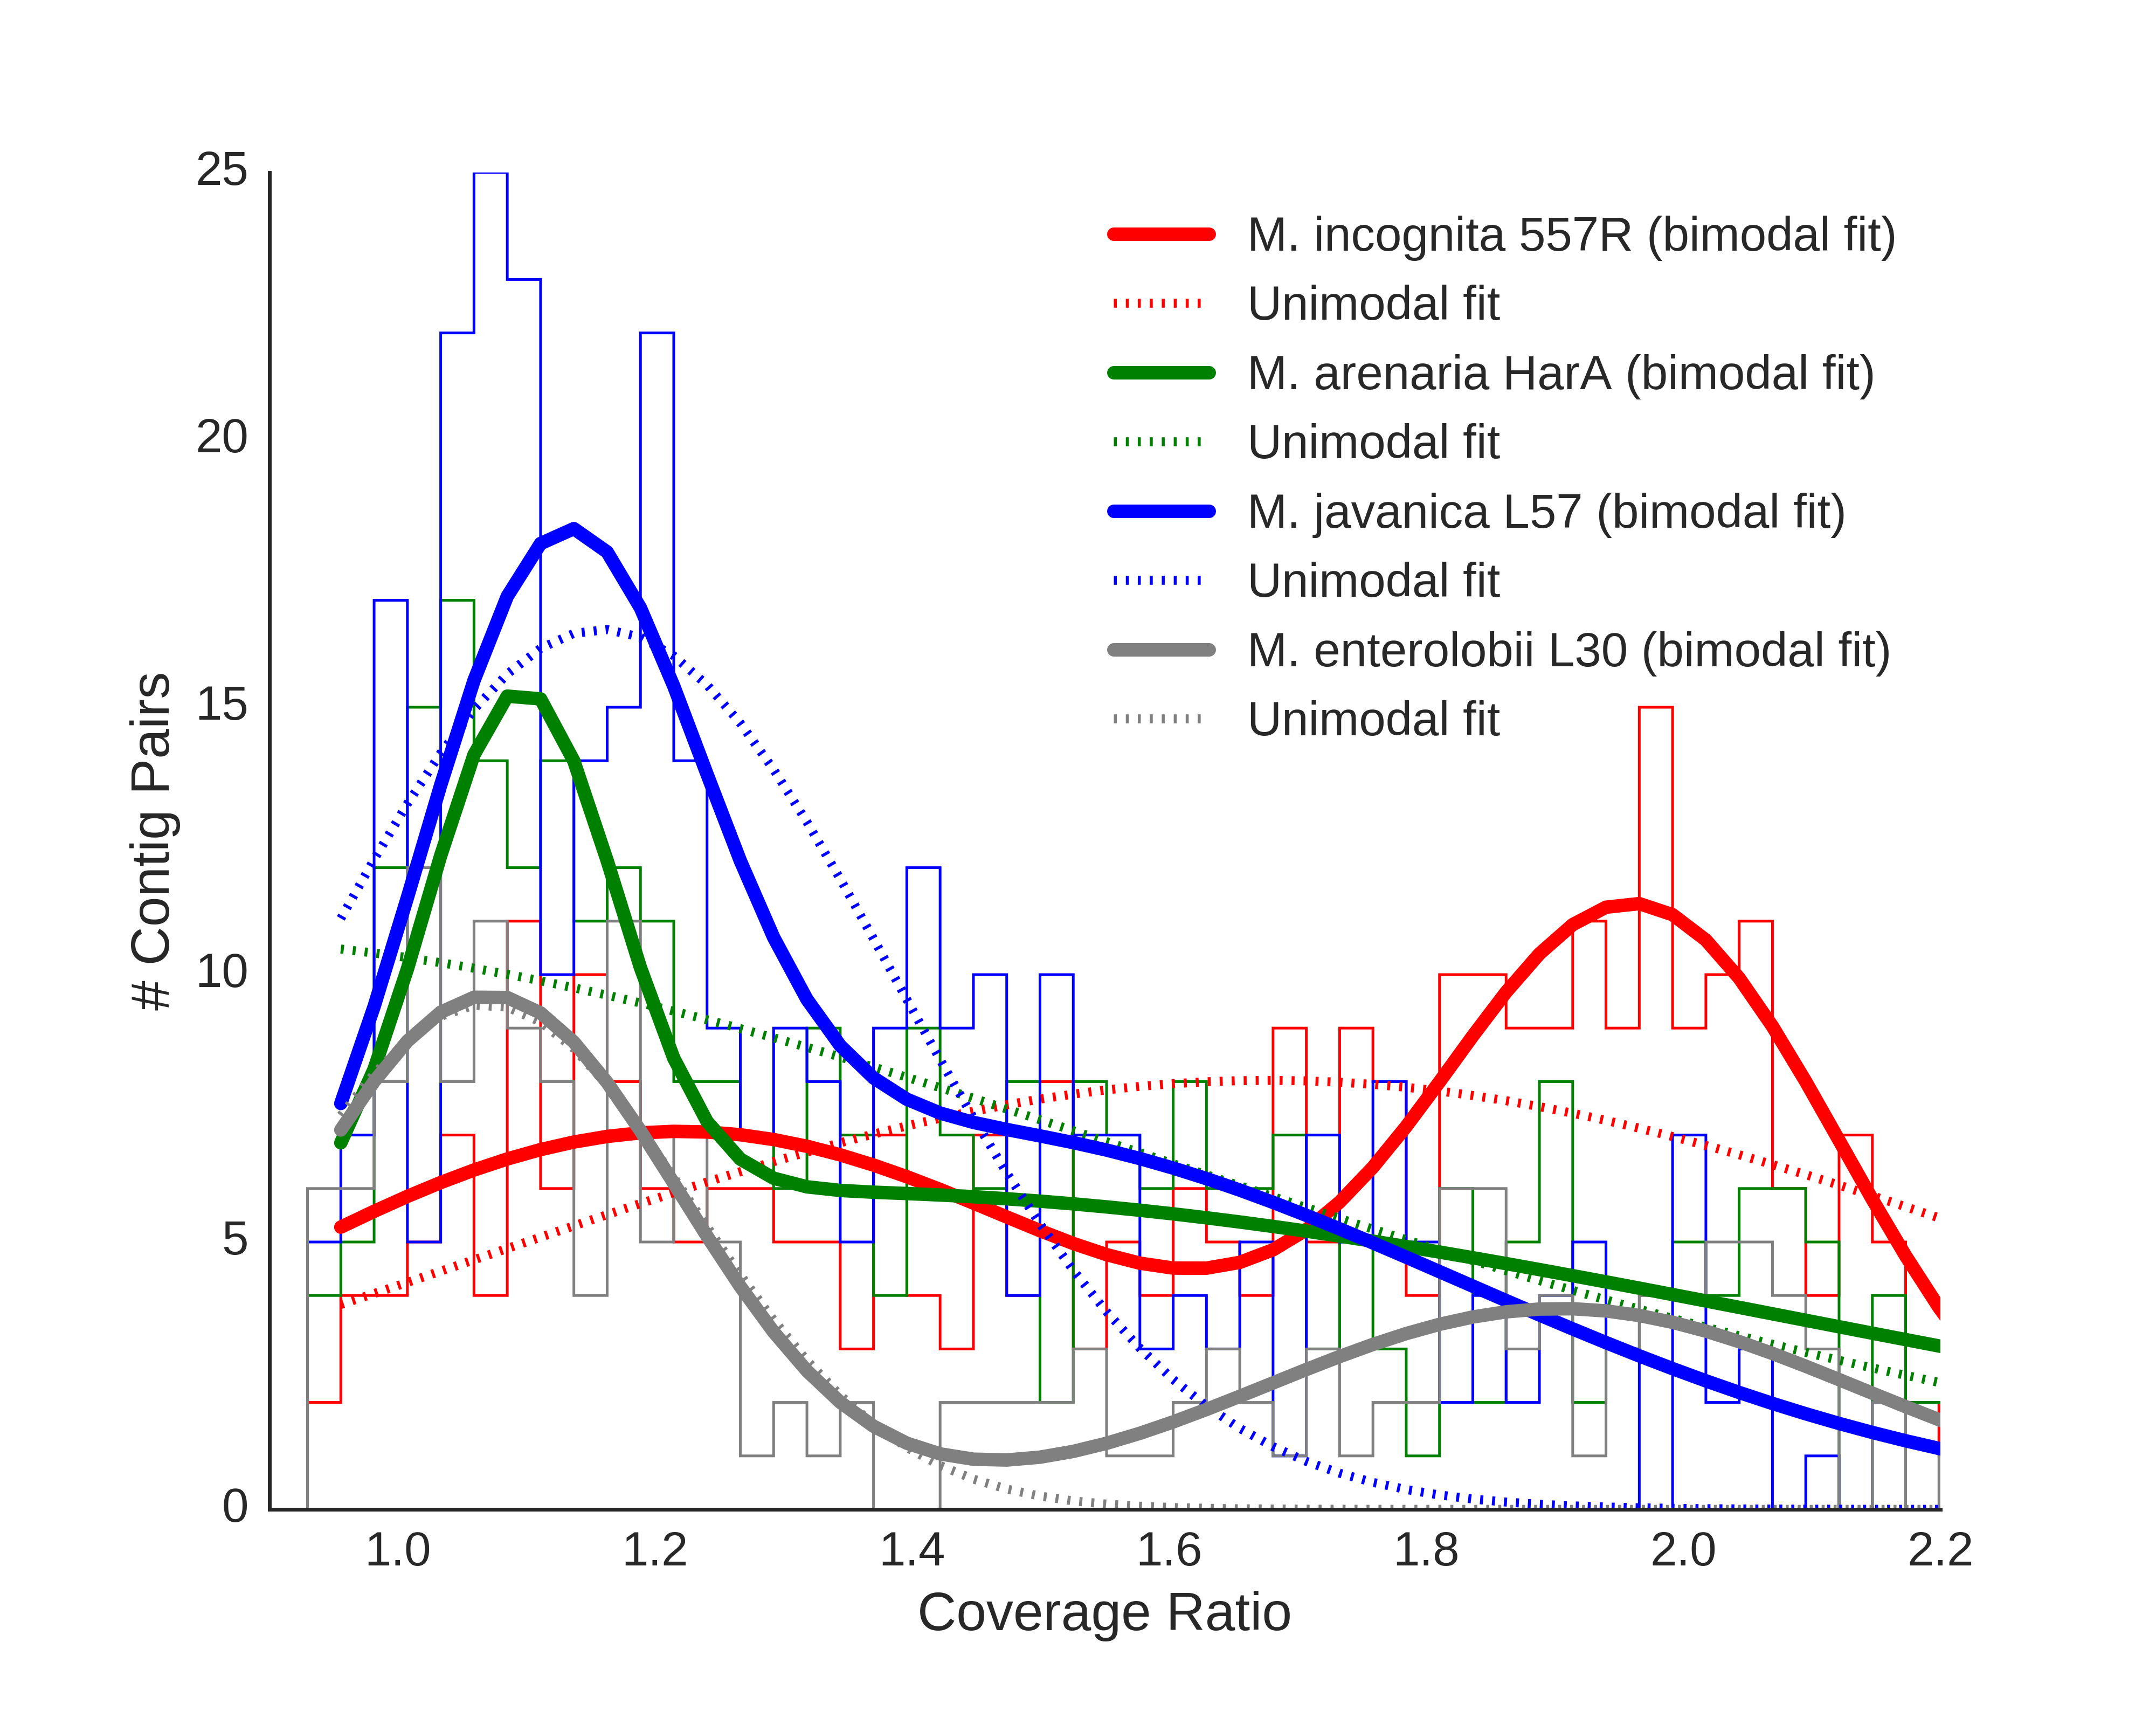 25
20
15
10
5
0
# Contig Pairs
M. incognita 557R (bimodal fit)
Unimodal fit
M. arenaria HarA (bimodal fit)
Unimodal fit
M. javanica L57 (bimodal fit)
Unimodal fit
M. enterolobii L30 (bimodal fit)
Unimodal fit
1.0 1.2 1.4 1.6 1.8 2.0 2.2
Coverage Ratio